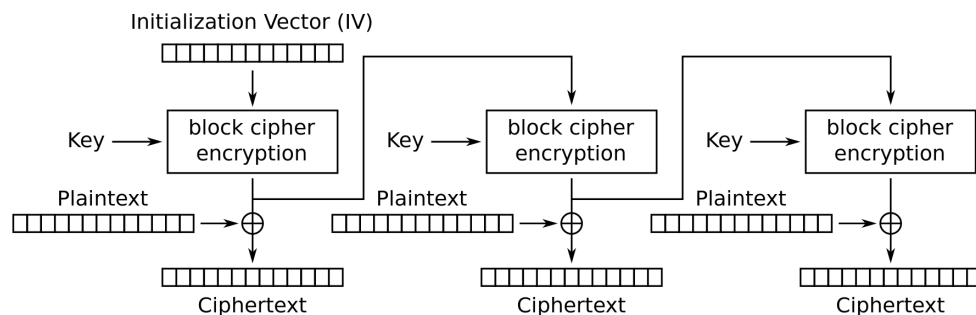 Initialization Vector (IV)
Key
block cipher
encryption
Key
block cipher
encryption
Key
block cipher
encryption
Plaintext
Plaintext
Plaintext
Ciphertext
Ciphertext
Ciphertext